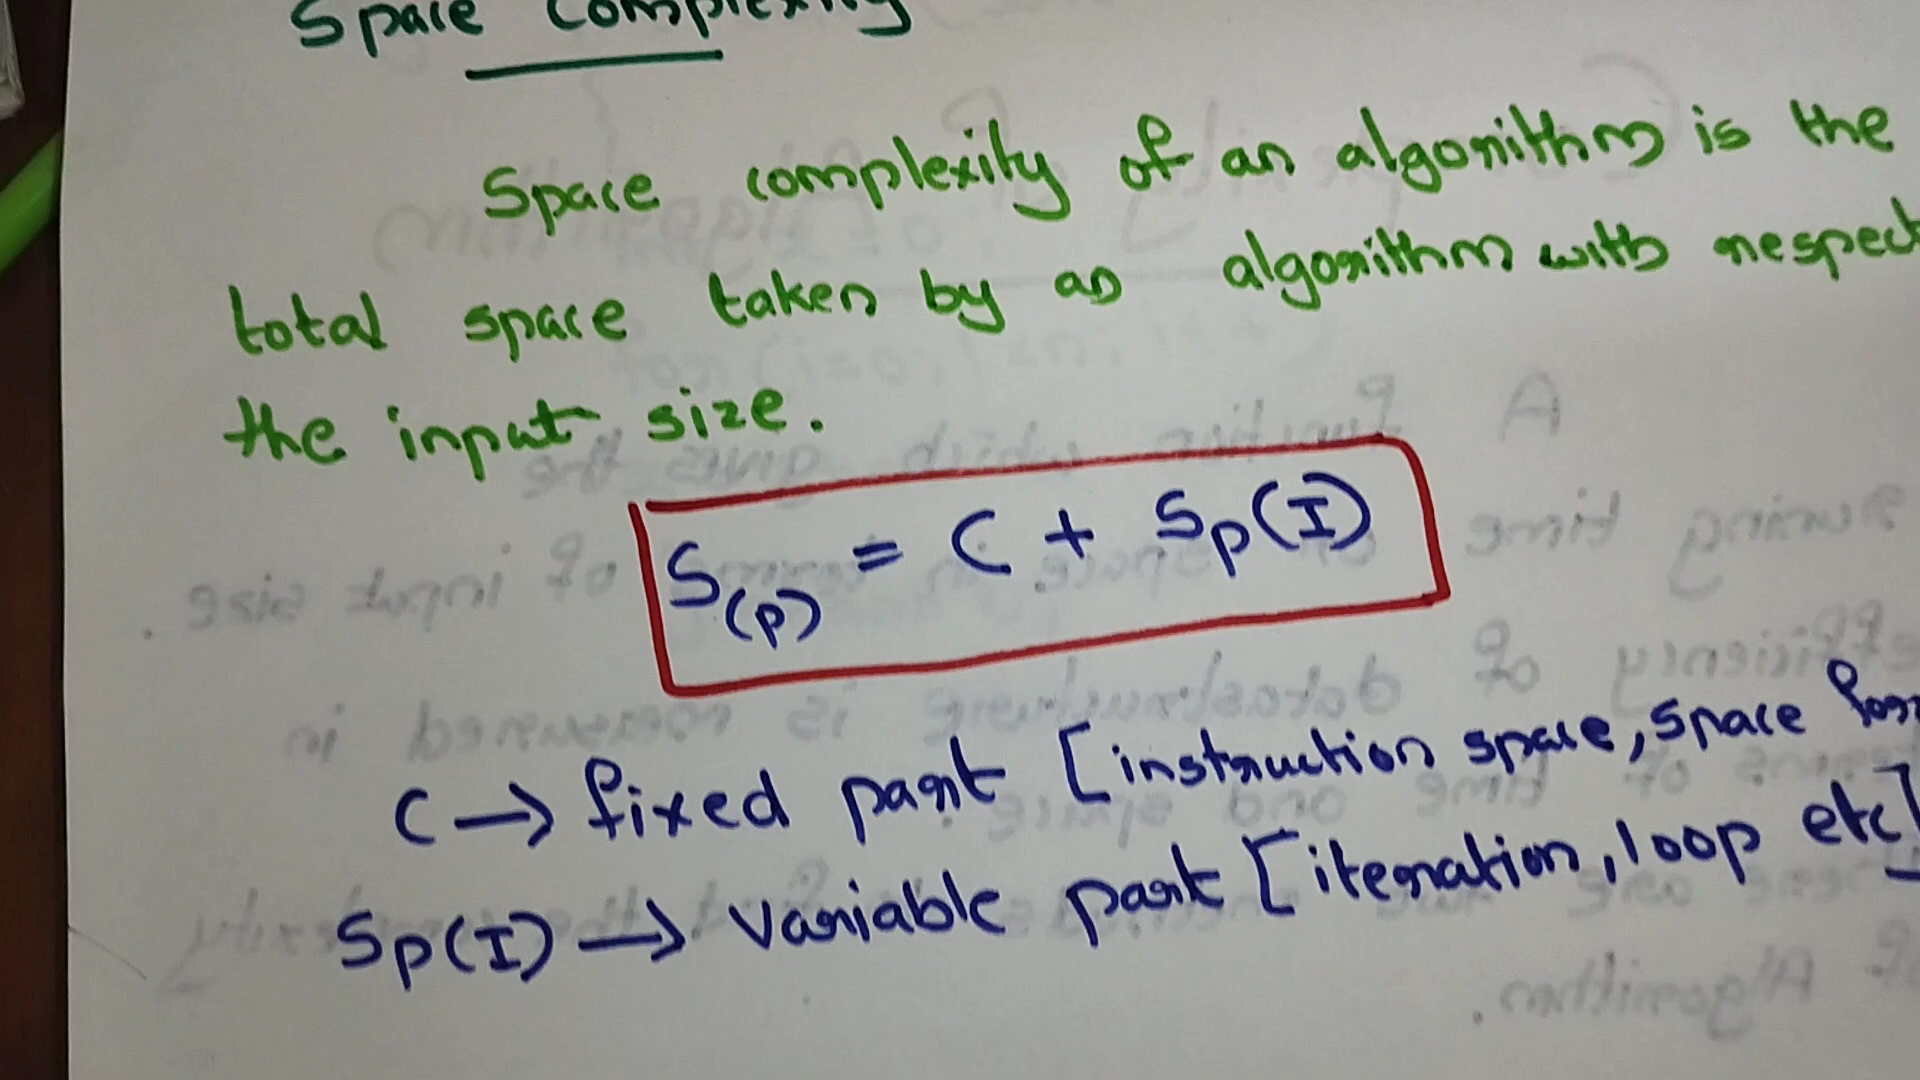 Space Complexity
Space complexity of an algorithm is the
total space taken by an algorithm with respect
the input size.
S(p) = C + Sp(I)
C → fixed part [instruction space, space for
Sp(I) → variable part [iteration, loop etc]